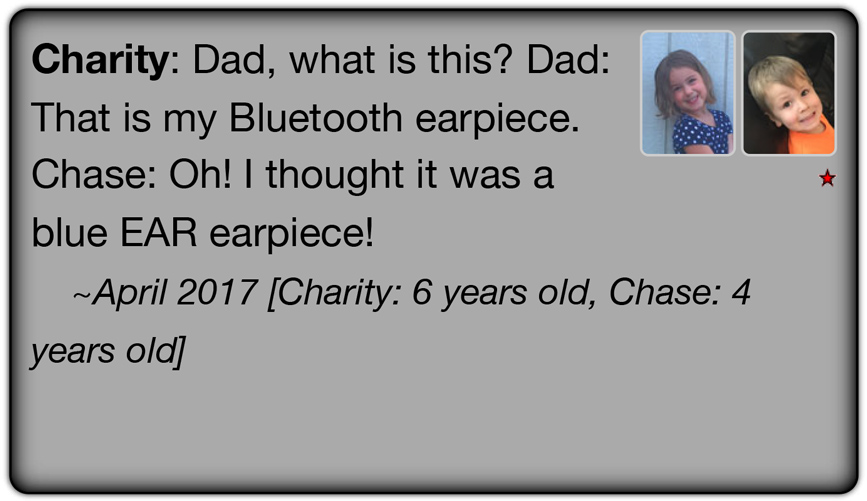 Charity: Dad, what is this? Dad:
That is my Bluetooth earpiece.
Chase: Oh! I thought it was a
blue EAR earpiece!
~April 2017 [Charity: 6 years old, Chase: 4
years old]